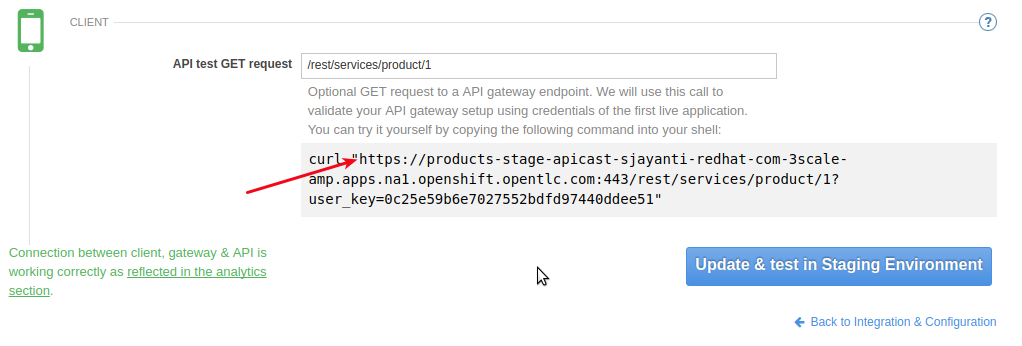 CLIENT
?
API test GET request
/rest/services/product/1
Optional GET request to a API gateway endpoint. We will use this call to
validate your API gateway setup using credentials of the first live application.
You can try it yourself by copying the following command into your shell:
curl "https://products-stage-apicast-sjayanti-redhat-com-3scale-
amp.apps.na1.openshift.opentlc.com:443/rest/services/product/1?
user_key=0c25e59b6e7027552bdfd97440ddee51"
Connection between client, gateway & API is
working correctly as reflected in the analytics
section.
Update & test in Staging Environment
Back to Integration & Configuration